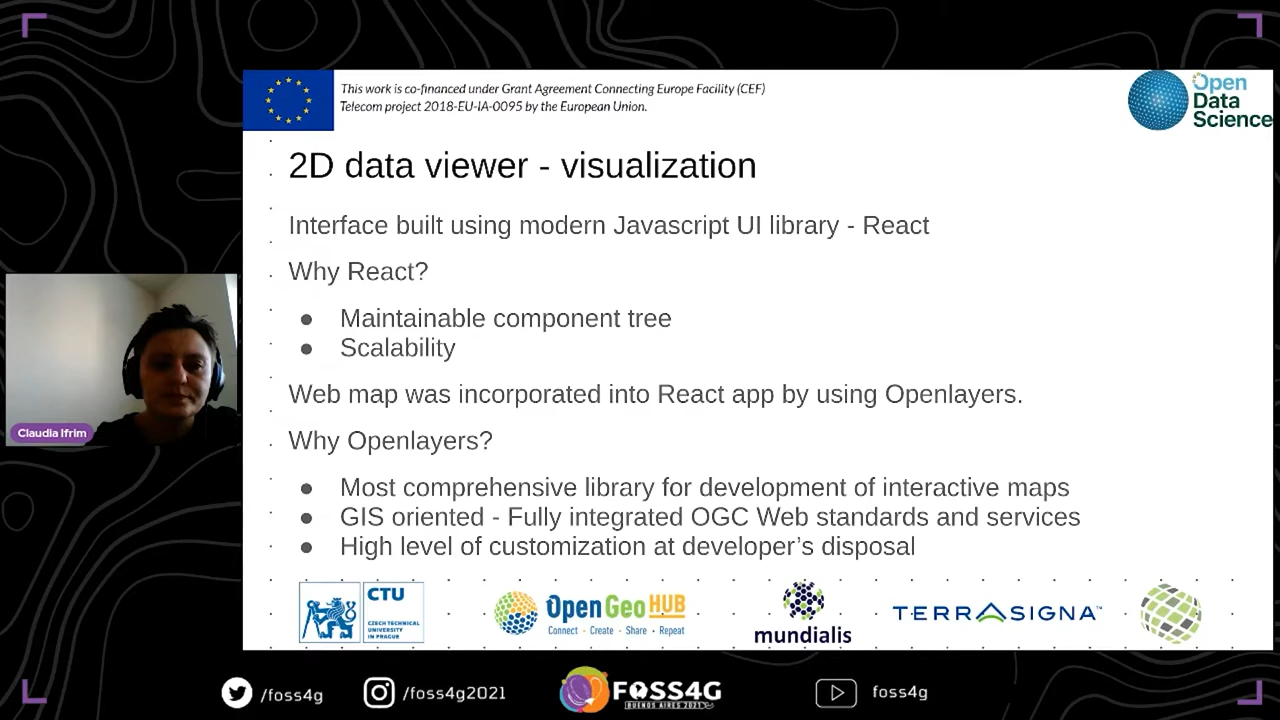 This work is co-financed under Grant Agreement Connecting Europe Facility (CEF)
Telecom project 2018-EU-IA-0095 by the European Union.
Open
Data
Science
2D data viewer - visualization
Interface built using modern Javascript UI library - React
Why React?
● Maintainable component tree
● Scalability
Web map was incorporated into React app by using Openlayers.
Why Openlayers?
● Most comprehensive library for development of interactive maps
● GIS oriented - Fully integrated OGC Web standards and services
● High level of customization at developer's disposal
Claudia Ifrim
CTU
CZECH TECHNICAL
UNIVERSITY
IN PRAGUE
OpenGeoHUB
Connect · Create · Share · Repeat
mundialis
TERRASIGNA™
/foss4g
/foss4g2021
FOSS4G
BUENOS AIRES 2021
foss4g